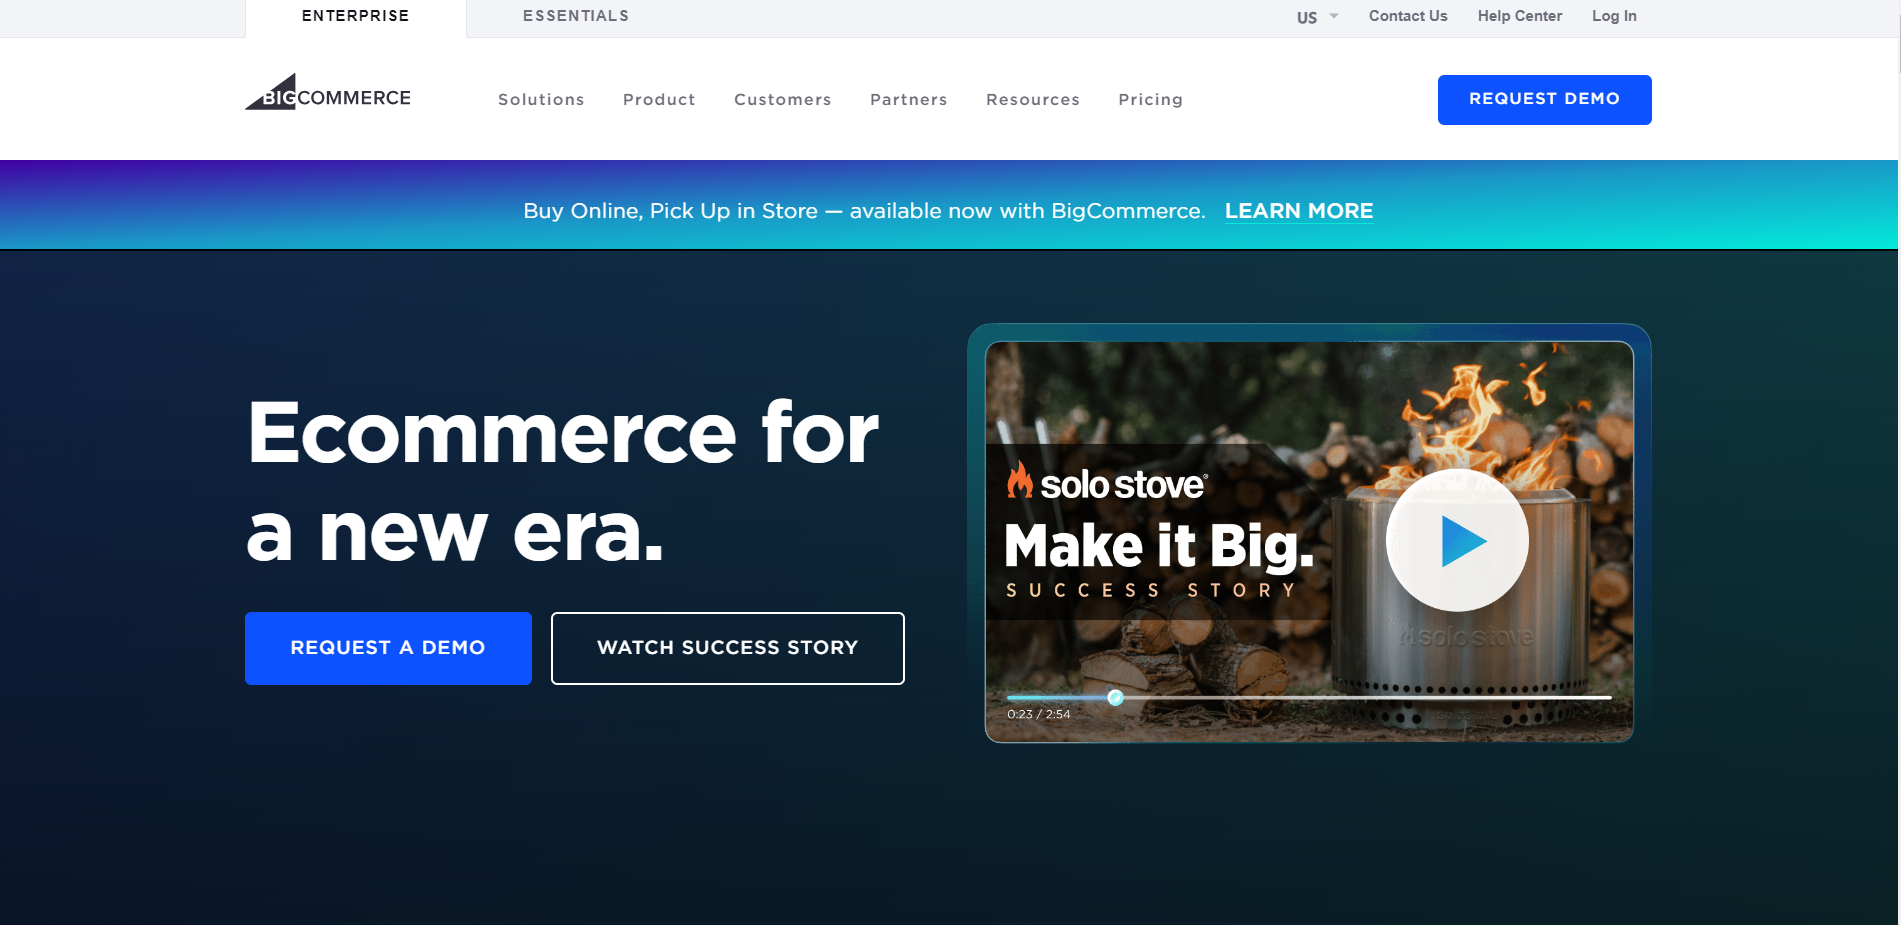 ENTERPRISE
ESSENTIALS
US
Contact Us
Help Center
Log In
BIGCOMMERCE
Solutions
Product
Customers
Partners
Resources
Pricing
REQUEST DEMO
Buy Online, Pick Up in Store — available now with BigCommerce. LEARN MORE
Ecommerce for
a new era.
REQUEST A DEMO
WATCH SUCCESS STORY
solo stove®
Make it Big.
SUCCESS STORY
solo stove
0:23 / 2:54